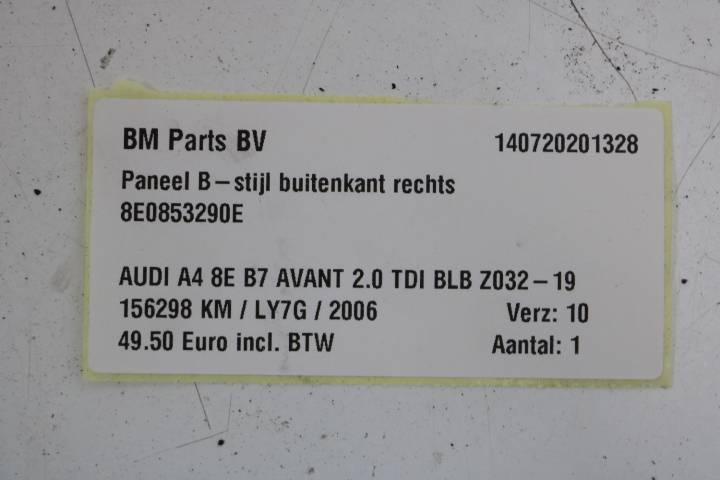 BM Parts BV 140720201328
Paneel B-stijl buitenkant rechts
8E0853290E
AUDI A4 8E B7 AVANT 2.0 TDI BLB Z032-19
156298 KM / LY7G / 2006 Verz: 10
49.50 Euro incl. BTW Aantal: 1